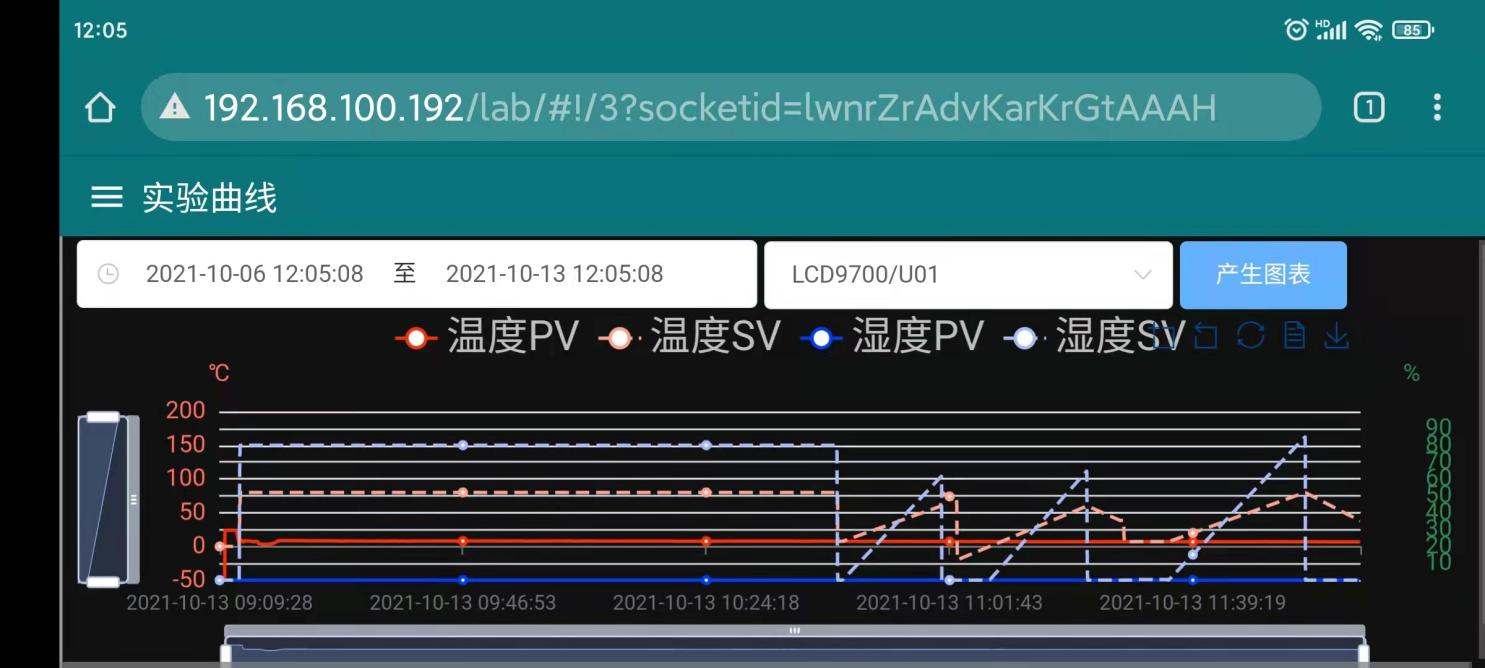 12:05
HD 85
192.168.100.192/lab/#!/3?socketid=lwnrZrAdvKarKrGtAAAH 1
实验曲线
2021-10-06 12:05:08 至 2021-10-13 12:05:08 LCD9700/U01 产生图表
温度PV 温度SV 湿度PV 湿度SV
℃ %
200
90
150 80
70
100 60
50
50 40
30
0 20
10
-50
2021-10-13 09:09:28 2021-10-13 09:46:53 2021-10-13 10:24:18 2021-10-13 11:01:43 2021-10-13 11:39:19